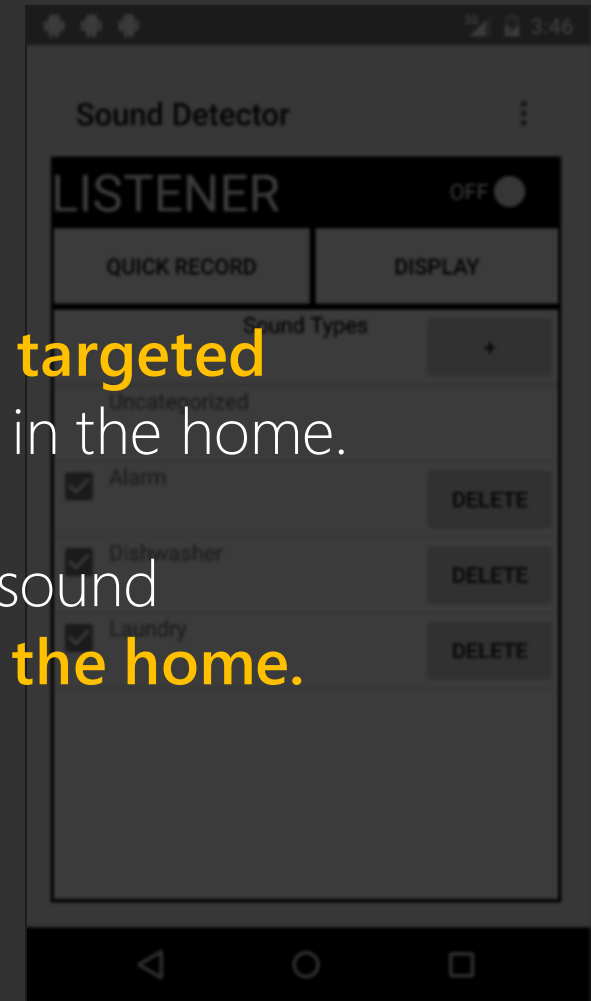 3G 3:46
Sound Detector
LISTENER OFF
QUICK RECORD DISPLAY
Sound Types +
targeted
Uncategorized
in the home.
Alarm
DELETE
Dishwasher
DELETE
sound
Laundry
DELETE
the home.